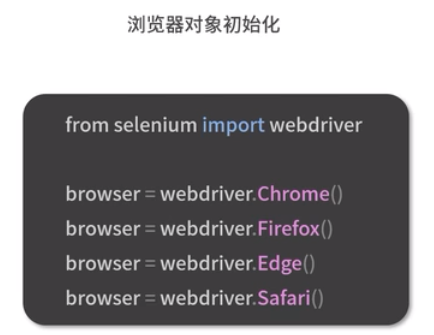 浏览器对象初始化
from selenium import webdriver
browser = webdriver.Chrome()
browser = webdriver.Firefox()
browser = webdriver.Edge()
browser = webdriver.Safari()